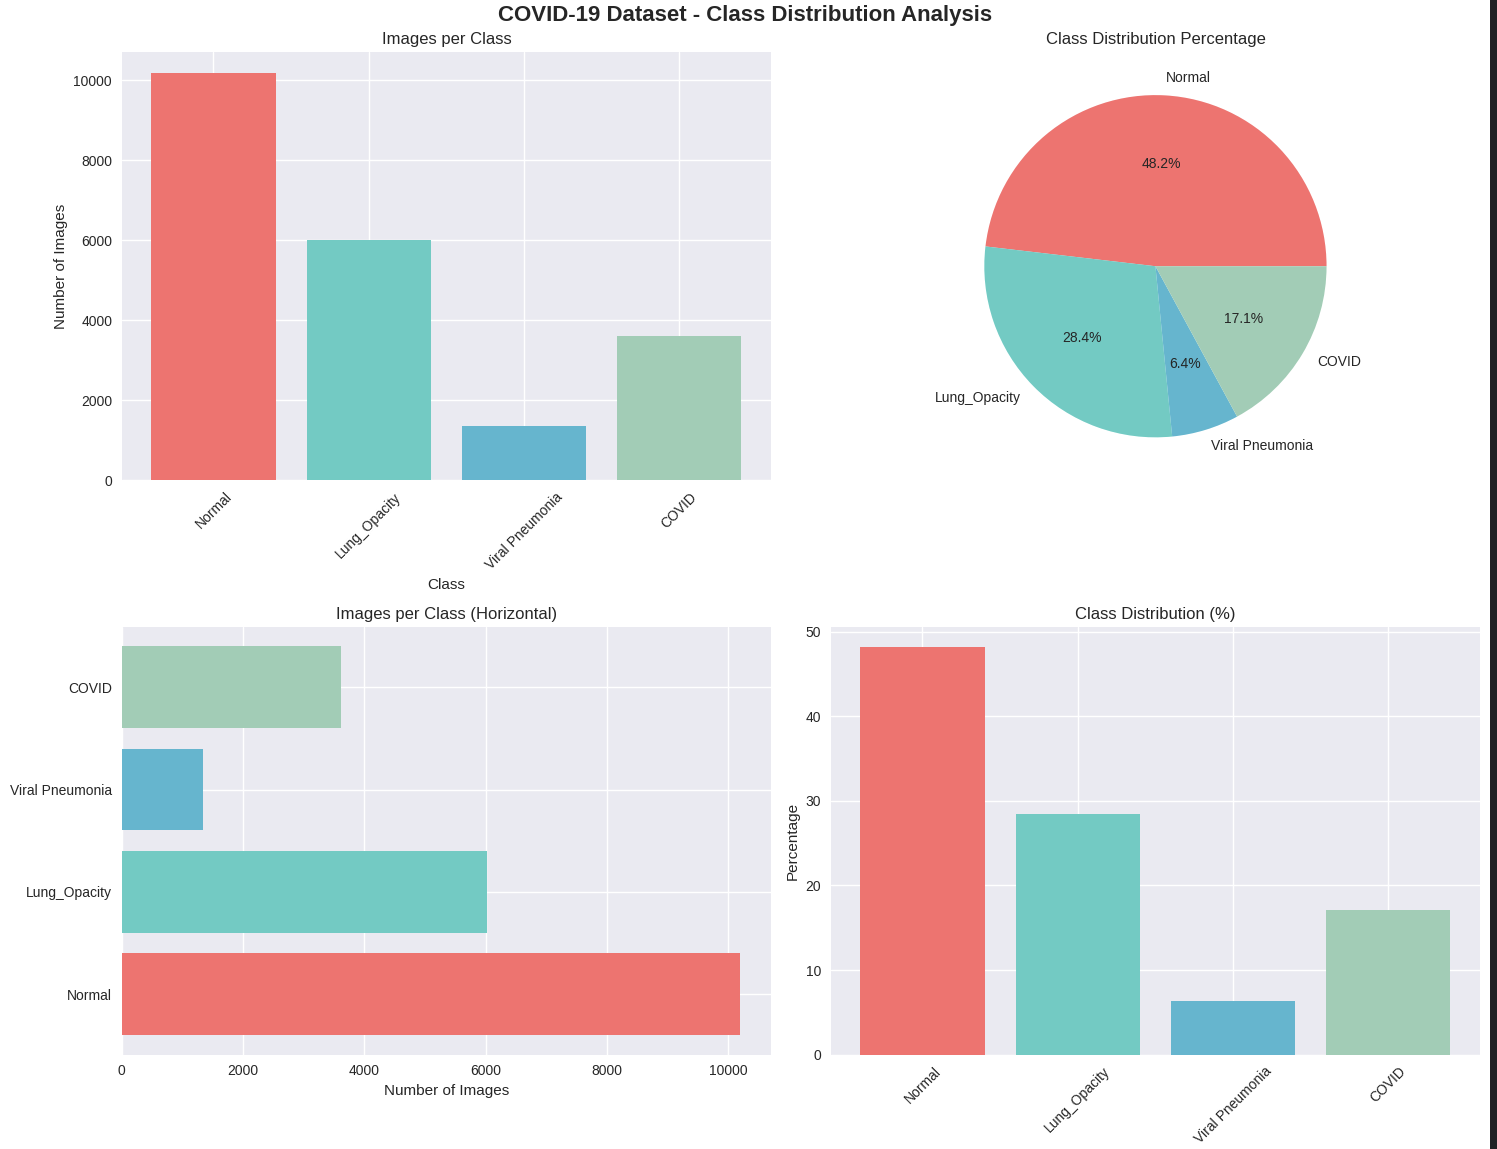 COVID-19 Dataset - Class Distribution Analysis
Images per Class
10000
8000
6000
4000
2000
0
Number of Images
Normal
Lung_Opacity
Viral Pneumonia
COVID
Class
Class Distribution Percentage
Normal
48.2%
28.4%
6.4%
17.1%
Lung_Opacity
Viral Pneumonia
COVID
Images per Class (Horizontal)
COVID
Viral Pneumonia
Lung_Opacity
Normal
0
2000
4000
6000
8000
10000
Number of Images
Class Distribution (%)
50
40
30
20
10
0
Percentage
Normal
Lung_Opacity
Viral Pneumonia
COVID